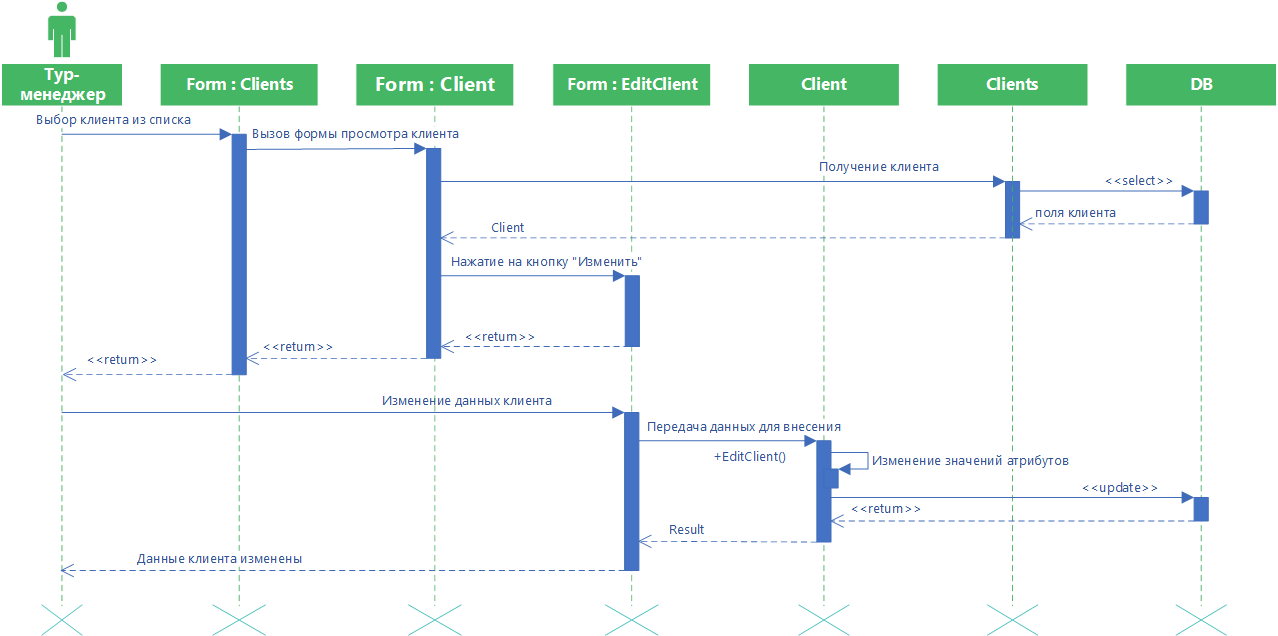 Тур-
менеджер
Form : Clients
Form : Client
Form : EditClient
Client
Clients
DB
Выбор клиента из списка
Вызов формы просмотра клиента
Получение клиента
<<select>>
поля клиента
Client
Нажатие на кнопку "Изменить"
<<return>>
<<return>>
<<return>>
Изменение данных клиента
Передача данных для внесения
+EditClient()
Изменение значений атрибутов
<<update>>
<<return>>
Result
Данные клиента изменены